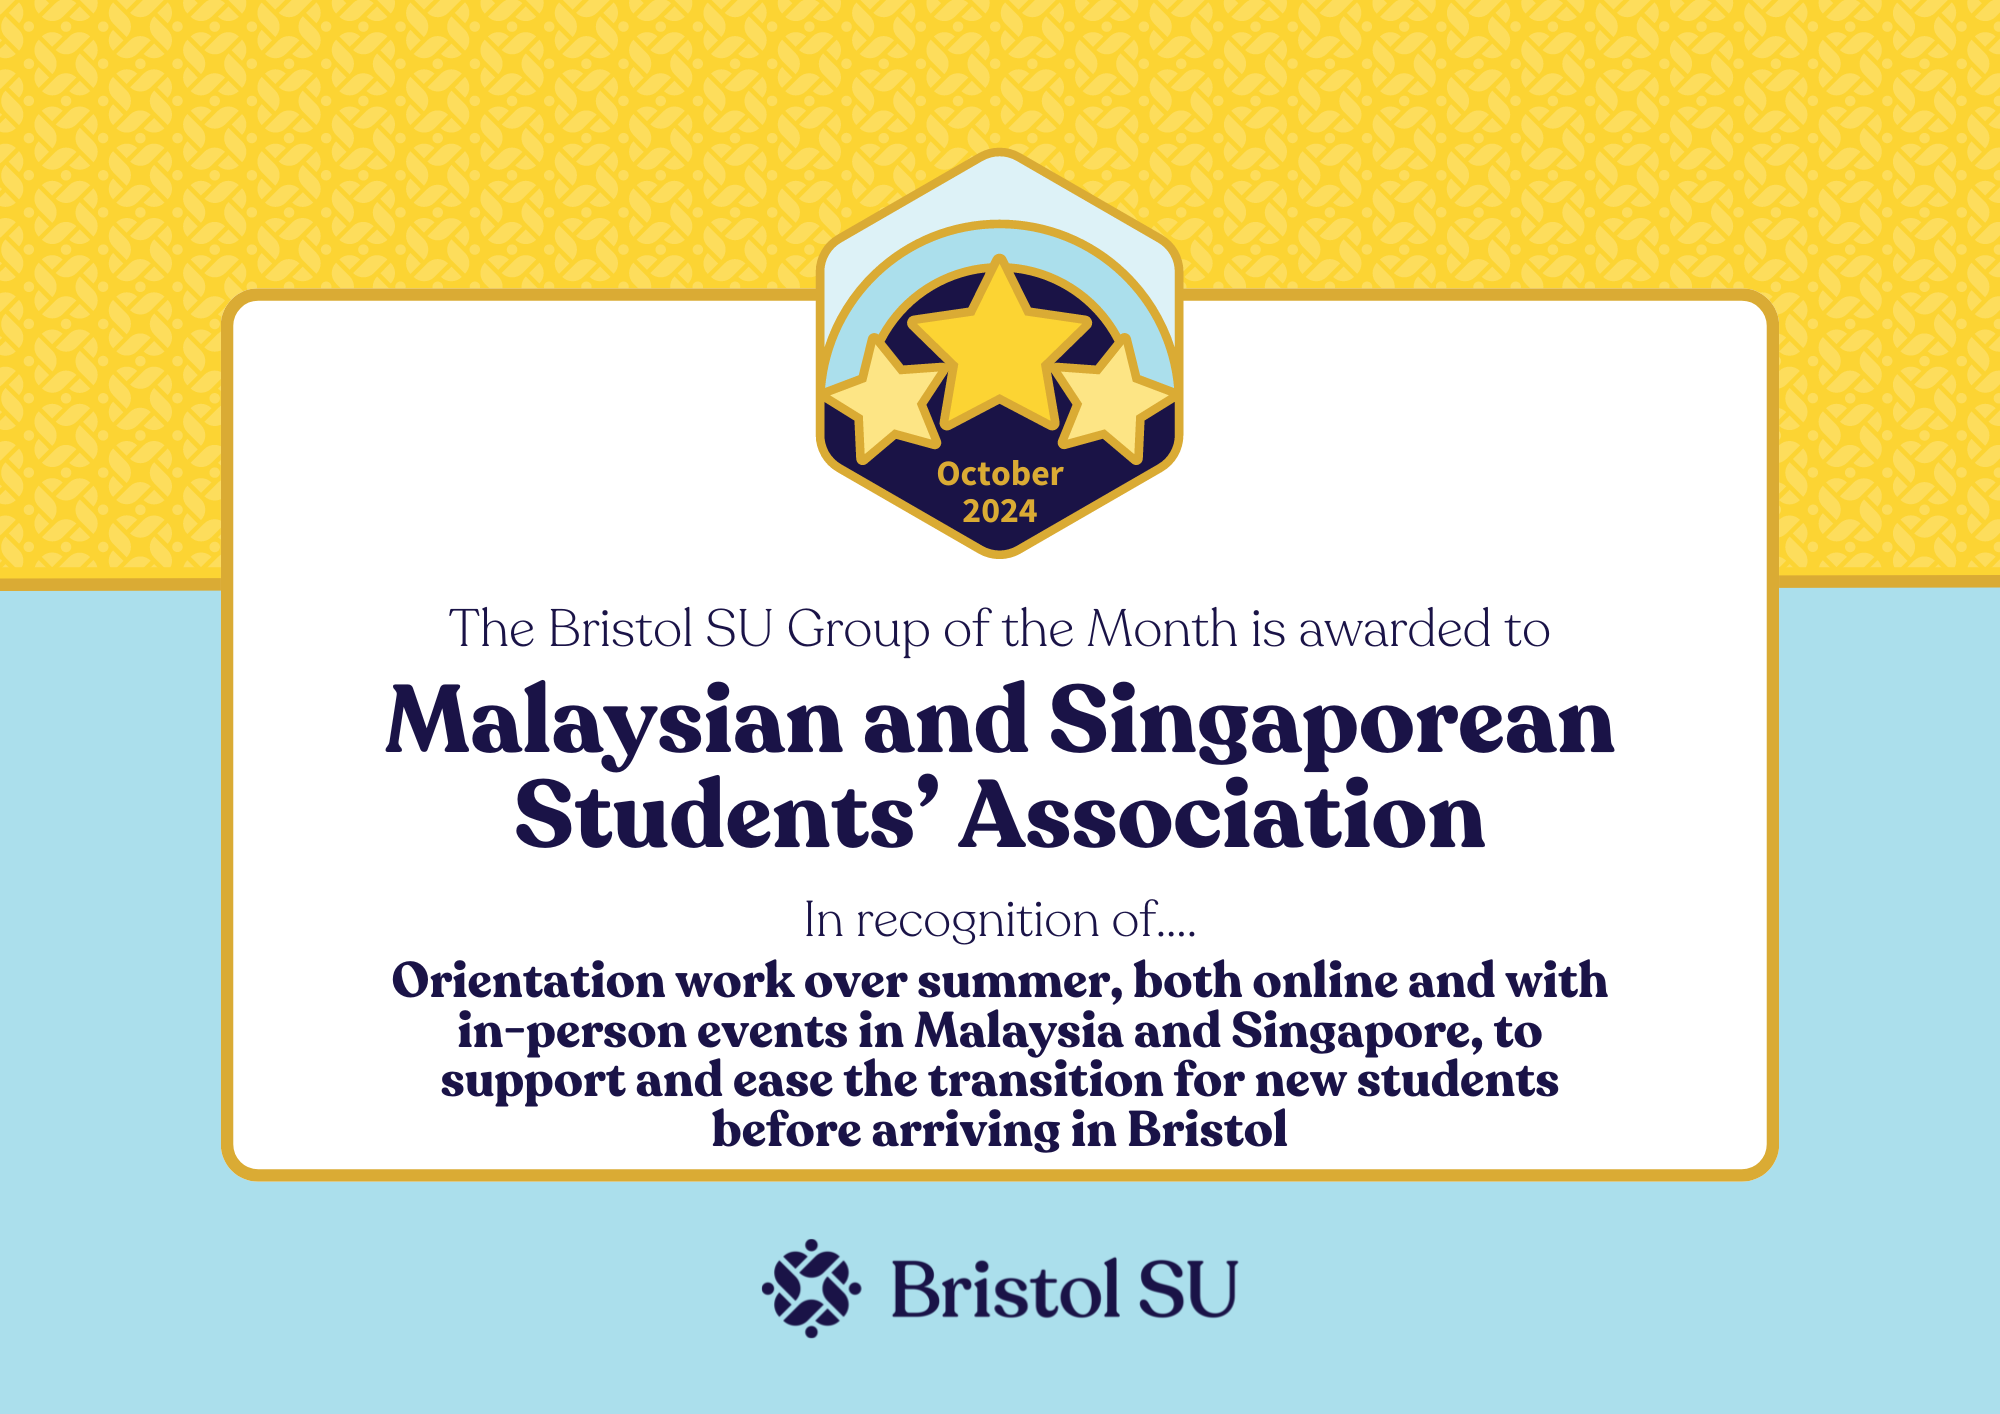 October
2024
The Bristol SU Group of the Month is awarded to
Malaysian and Singaporean
Students’ Association
In recognition of....
Orientation work over summer, both online and with
in-person events in Malaysia and Singapore, to
support and ease the transition for new students
before arriving in Bristol
Bristol SU